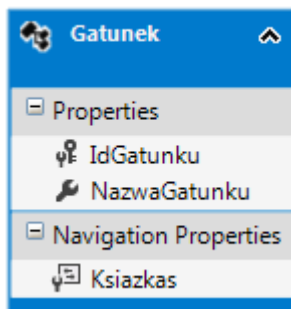 Gatunek
Properties
IdGatunku
NazwaGatunku
Navigation Properties
Ksiazkas